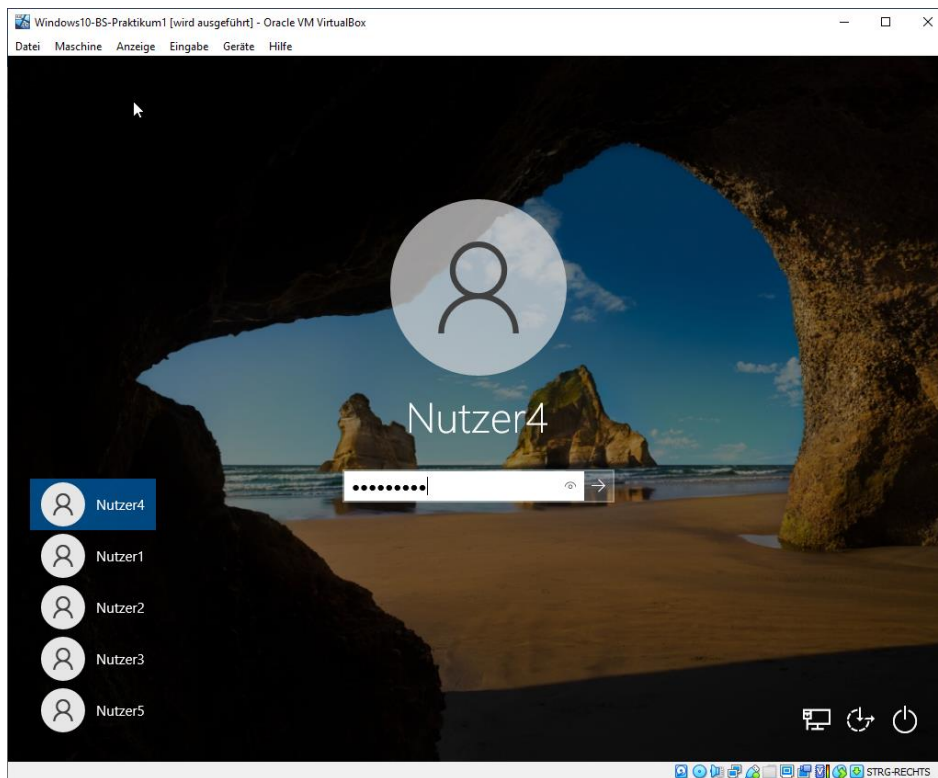 Windows10-BS-Praktikum1 [wird ausgeführt] - Oracle VM VirtualBox
Datei Maschine Anzeige Eingabe Geräte Hilfe
Nutzer4
Nutzer4
Nutzer1
Nutzer2
Nutzer3
Nutzer5
STRG-RECHTS